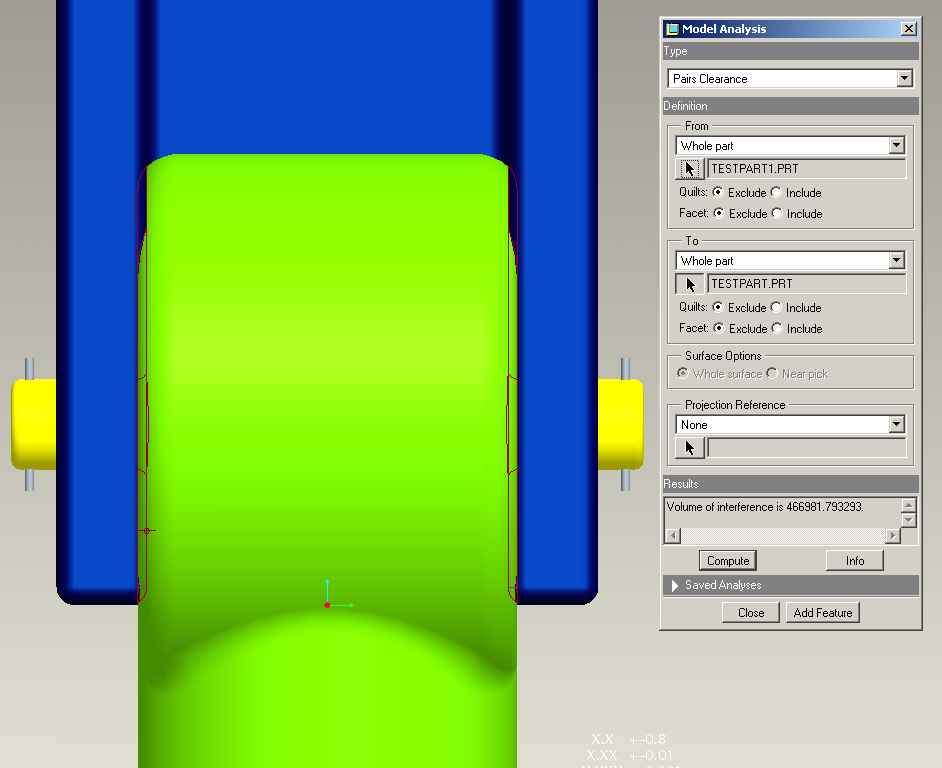 Model Analysis
Type
Pairs Clearance
Definition
From
Whole part
TESTPART1.PRT
Quilts: Exclude Include
Facet: Exclude Include
To
Whole part
TESTPART.PRT
Quilts: Exclude Include
Facet: Exclude Include
Surface Options
Whole surface Near pick
Projection Reference
None
Results
Volume of interference is 466981.793293.
Compute Info
Saved Analyses
Close Add Feature
X.X +-0.8
X.XX +-0.01